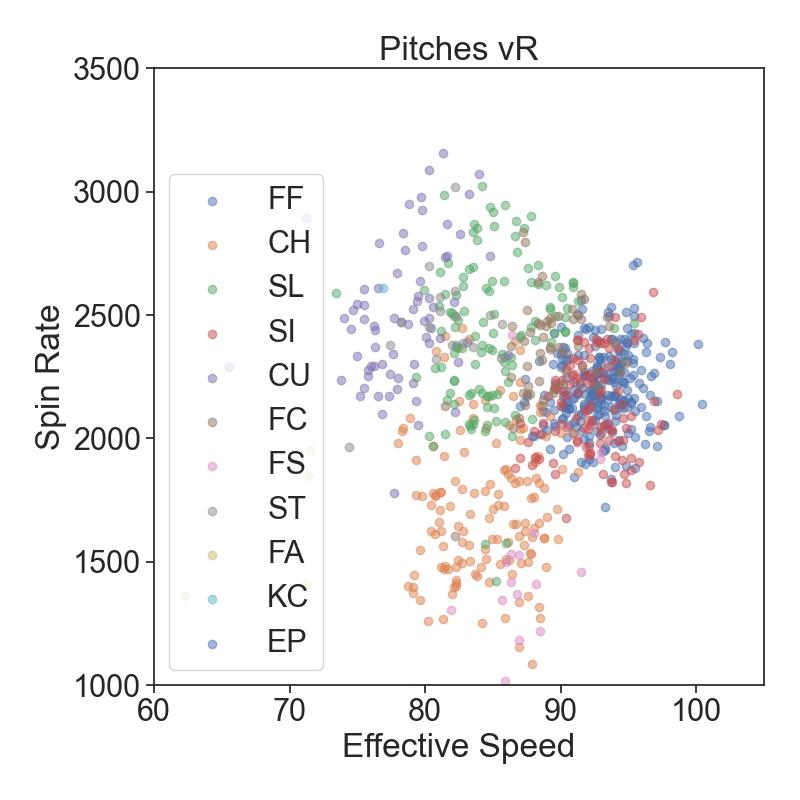 Pitches vR
3500
3000
2500
2000
1500
1000
Spin Rate
FF
CH
SL
SI
CU
FC
FS
ST
FA
KC
EP
60
70
80
90
100
Effective Speed